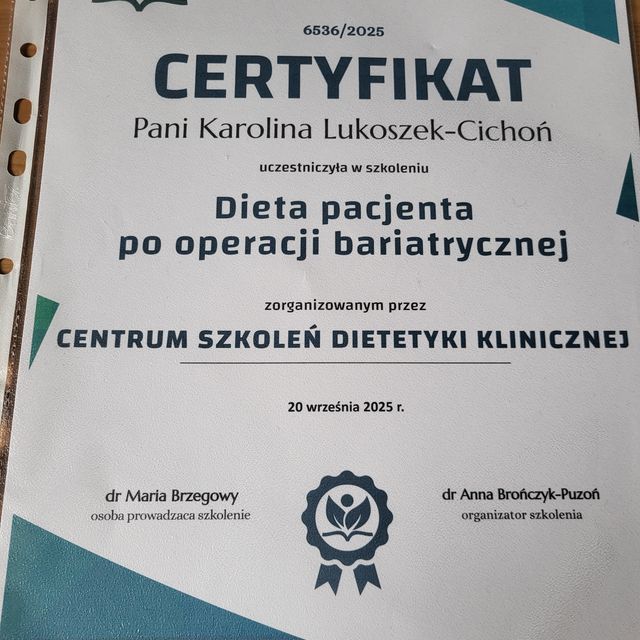 6536/2025
CERTYFIKAT
Pani Karolina Lukoszek-Cichoń
uczestniczyła w szkoleniu
Dieta pacjenta
po operacji bariatrycznej
zorganizowanym przez
CENTRUM SZKOLEŃ DIETETYKI KLINICZNEJ
20 września 2025 r.
dr Maria Brzegowy
osoba prowadzaca szkolenie
dr Anna Brończyk-Puzoń
organizator szkolenia